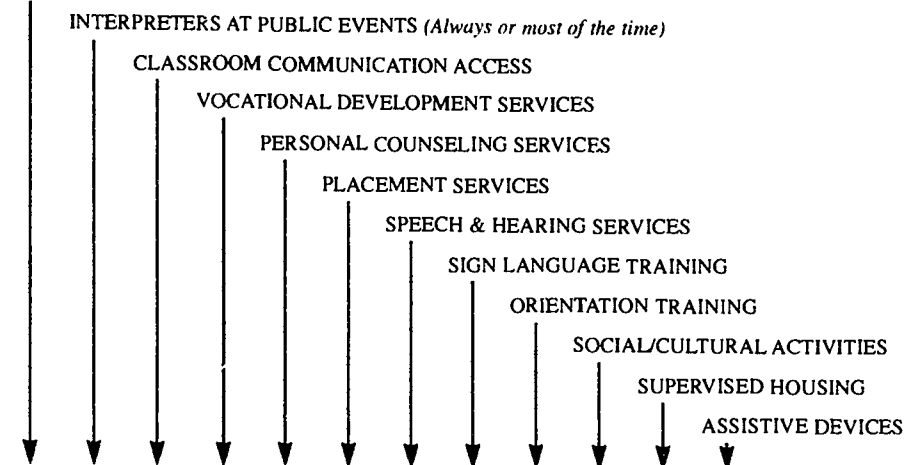 INTERPRETERS AT PUBLIC EVENTS (Always or most of the time)
CLASSROOM COMMUNICATION ACCESS
VOCATIONAL DEVELOPMENT SERVICES
PERSONAL COUNSELING SERVICES
PLACEMENT SERVICES
SPEECH & HEARING SERVICES
SIGN LANGUAGE TRAINING
ORIENTATION TRAINING
SOCIAL/CULTURAL ACTIVITIES
SUPERVISED HOUSING
ASSISTIVE DEVICES